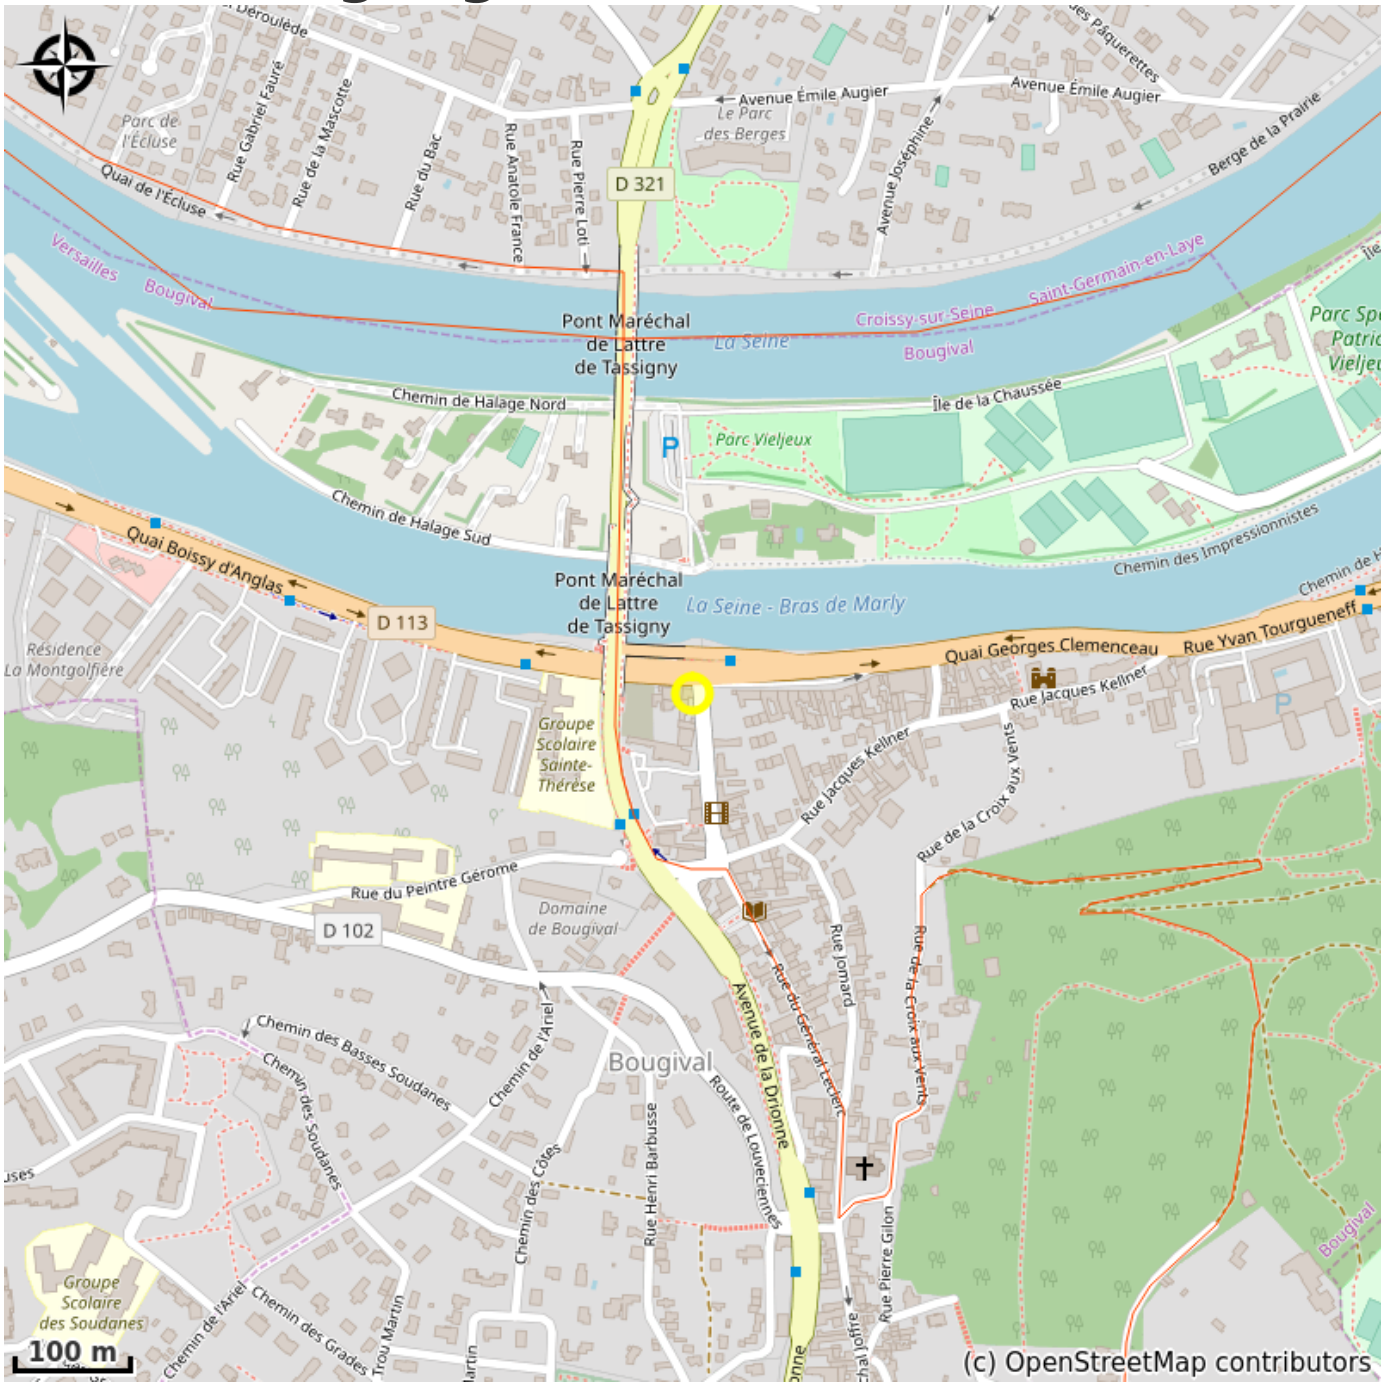 Déroulède
des Pâquerettes
Avenue Émile Augier
Avenue Émile Augier
Parc de
l'Écluse
Rue Gabriel Fauré
Rue de la Mascotte
Rue du Bac
Rue Anatole France
Rue Pierre Loti
Le Parc
des Berges
Avenue Joséphine
Berge de la Prairie
D 321
Quai de l'Écluse
Versailles
Bougival
Saint-Germain-en-Laye
Croissy-sur-Seine
Bougival
Pont Maréchal
de Lattre
de Tassigny
La Seine
Île
Parc Spo
Patric
Vieljeu
Chemin de Halage Nord
Île de la Chaussée
P
Parc Vieljeux
Chemin de Halage Sud
Chemin des Impressionnistes
Quai Boissy d'Anglas
D 113
Pont Maréchal
de Lattre
de Tassigny
La Seine - Bras de Marly
Chemin de H
Quai Georges Clemenceau
Rue Yvan Tourgueneff
Résidence
La Montgolfière
Rue Jacques Kellner
P
Groupe
Scolaire
Sainte-
Thérèse
Rue Jacques Kellner
Rue de la Croix aux Vents
Rue du Peintre Gérome
D 102
Domaine
de Bougival
Rue Jomard
Rue de la Croix aux Vents
Rue du Général Leclerc
Avenue de la Drionne
Chemin des Basses Soudanes
Chemin de l'Ariel
Bougival
Chemin des Soudanes
Route de Louveciennes
Rue Henri Barbusse
Chemin des Côtes
uses
Rue Pierre Gilon
Bougival
Groupe
Scolaire
des Soudanes
Chemin de l'Ariel
Chemin des Grades
Trou Martin
Martin
onne
al Joffre
100 m
(c) OpenStreetMap contributors